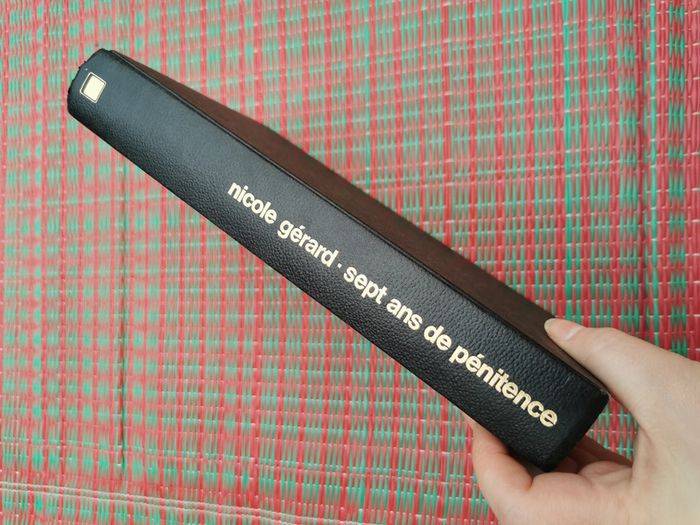 nicole gérard · sept ans de pénitence